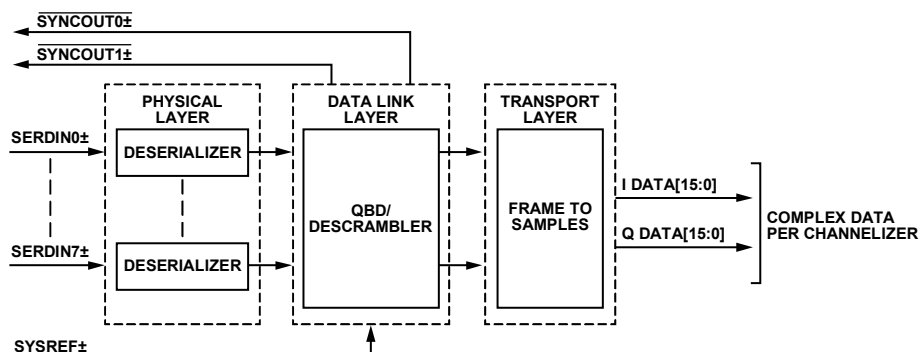 SYNCOUT0±
SYNCOUT1±
PHYSICAL
LAYER
DATA LINK
LAYER
TRANSPORT
LAYER
SERDIN0±
DESERIALIZER
QBD/
DESCRAMBLER
FRAME TO
SAMPLES
I DATA[15:0]
Q DATA[15:0]
COMPLEX DATA
PER CHANNELIZER
SERDIN7±
DESERIALIZER
SYSREF±